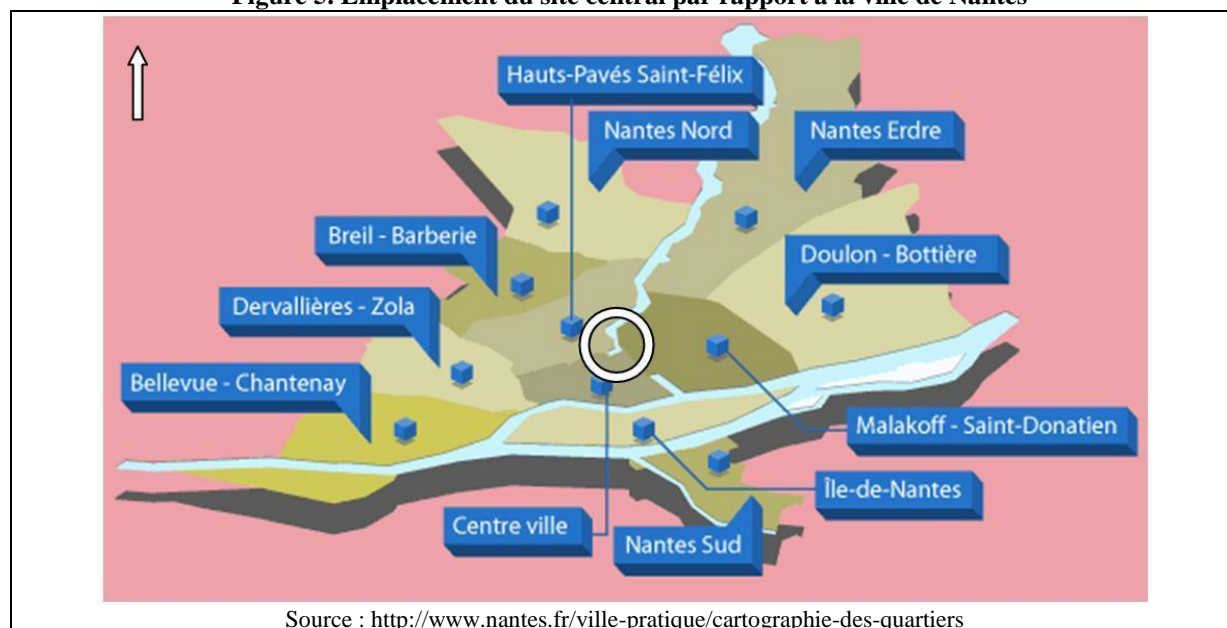 Figure 5. Emplacement du site central par rapport à la ville de Nantes
Hauts-Pavés Saint-Félix
Nantes Nord
Nantes Erdre
Breil - Barberie
Doulon - Bottière
Dervallières - Zola
Bellevue - Chantenay
Malakoff - Saint-Donatien
Île-de-Nantes
Centre ville
Nantes Sud
Source : http://www.nantes.fr/ville-pratique/cartographie-des-quartiers